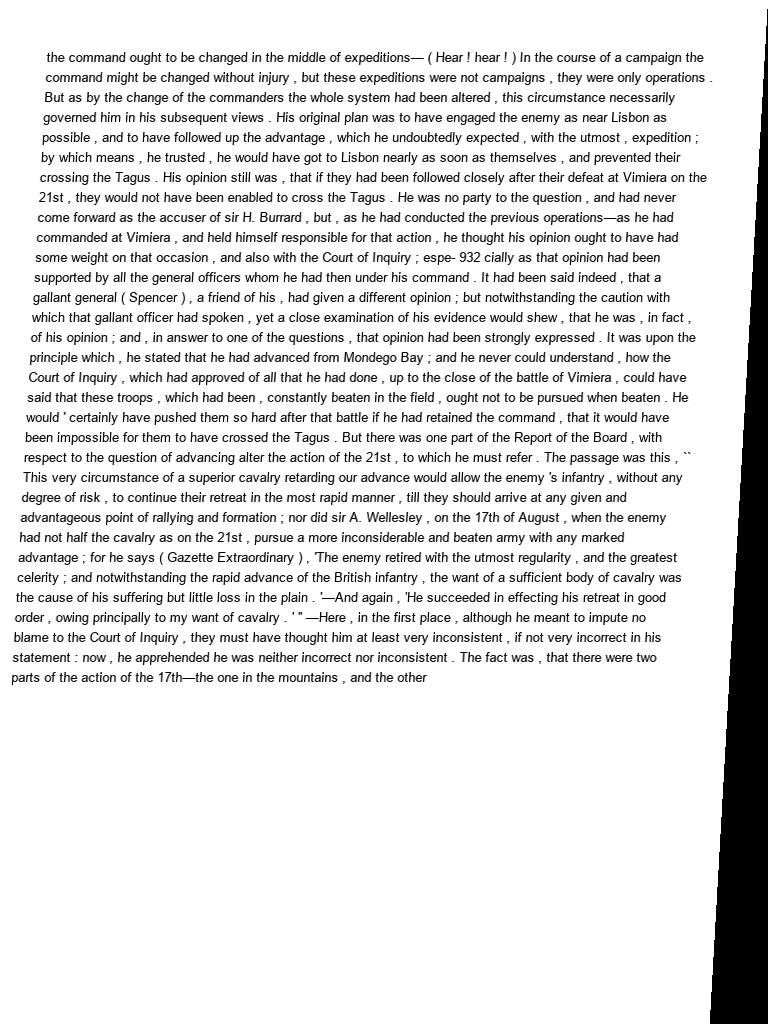 the command ought to be changed in the middle of expeditions— ( Hear ! hear ! ) In the course of a campaign the
command might be changed without injury , but these expeditions were not campaigns , they were only operations .
But as by the change of the commanders the whole system had been altered , this circumstance necessarily
governed him in his subsequent views . His original plan was to have engaged the enemy as near Lisbon as
possible , and to have followed up the advantage , which he undoubtedly expected , with the utmost , expedition ;
by which means , he trusted , he would have got to Lisbon nearly as soon as themselves , and prevented their
crossing the Tagus . His opinion still was , that if they had been followed closely after their defeat at Vimiera on the
21st , they would not have been enabled to cross the Tagus . He was no party to the question , and had never
come forward as the accuser of sir H. Burrard , but , as he had conducted the previous operations—as he had
commanded at Vimiera , and held himself responsible for that action , he thought his opinion ought to have had
some weight on that occasion , and also with the Court of Inquiry ; espe- 932 cially as that opinion had been
supported by all the general officers whom he had then under his command . It had been said indeed , that a
gallant general ( Spencer ) , a friend of his , had given a different opinion ; but notwithstanding the caution with
which that gallant officer had spoken , yet a close examination of his evidence would shew , that he was , in fact ,
of his opinion ; and , in answer to one of the questions , that opinion had been strongly expressed . It was upon the
principle which , he stated that he had advanced from Mondego Bay ; and he never could understand , how the
Court of Inquiry , which had approved of all that he had done , up to the close of the battle of Vimiera , could have
said that these troops , which had been , constantly beaten in the field , ought not to be pursued when beaten . He
would ' certainly have pushed them so hard after that battle if he had retained the command , that it would have
been impossible for them to have crossed the Tagus . But there was one part of the Report of the Board , with
respect to the question of advancing alter the action of the 21st , to which he must refer . The passage was this , ``
This very circumstance of a superior cavalry retarding our advance would allow the enemy 's infantry , without any
degree of risk , to continue their retreat in the most rapid manner , till they should arrive at any given and
advantageous point of rallying and formation ; nor did sir A. Wellesley , on the 17th of August , when the enemy
had not half the cavalry as on the 21st , pursue a more inconsiderable and beaten army with any marked
advantage ; for he says ( Gazette Extraordinary ) , 'The enemy retired with the utmost regularity , and the greatest
celerity ; and notwithstanding the rapid advance of the British infantry , the want of a sufficient body of cavalry was
the cause of his suffering but little loss in the plain . '—And again , 'He succeeded in effecting his retreat in good
order , owing principally to my want of cavalry . ' " —Here , in the first place , although he meant to impute no
blame to the Court of Inquiry , they must have thought him at least very inconsistent , if not very incorrect in his
statement : now , he apprehended he was neither incorrect nor inconsistent . The fact was , that there were two
parts of the action of the 17th—the one in the mountains , and the other